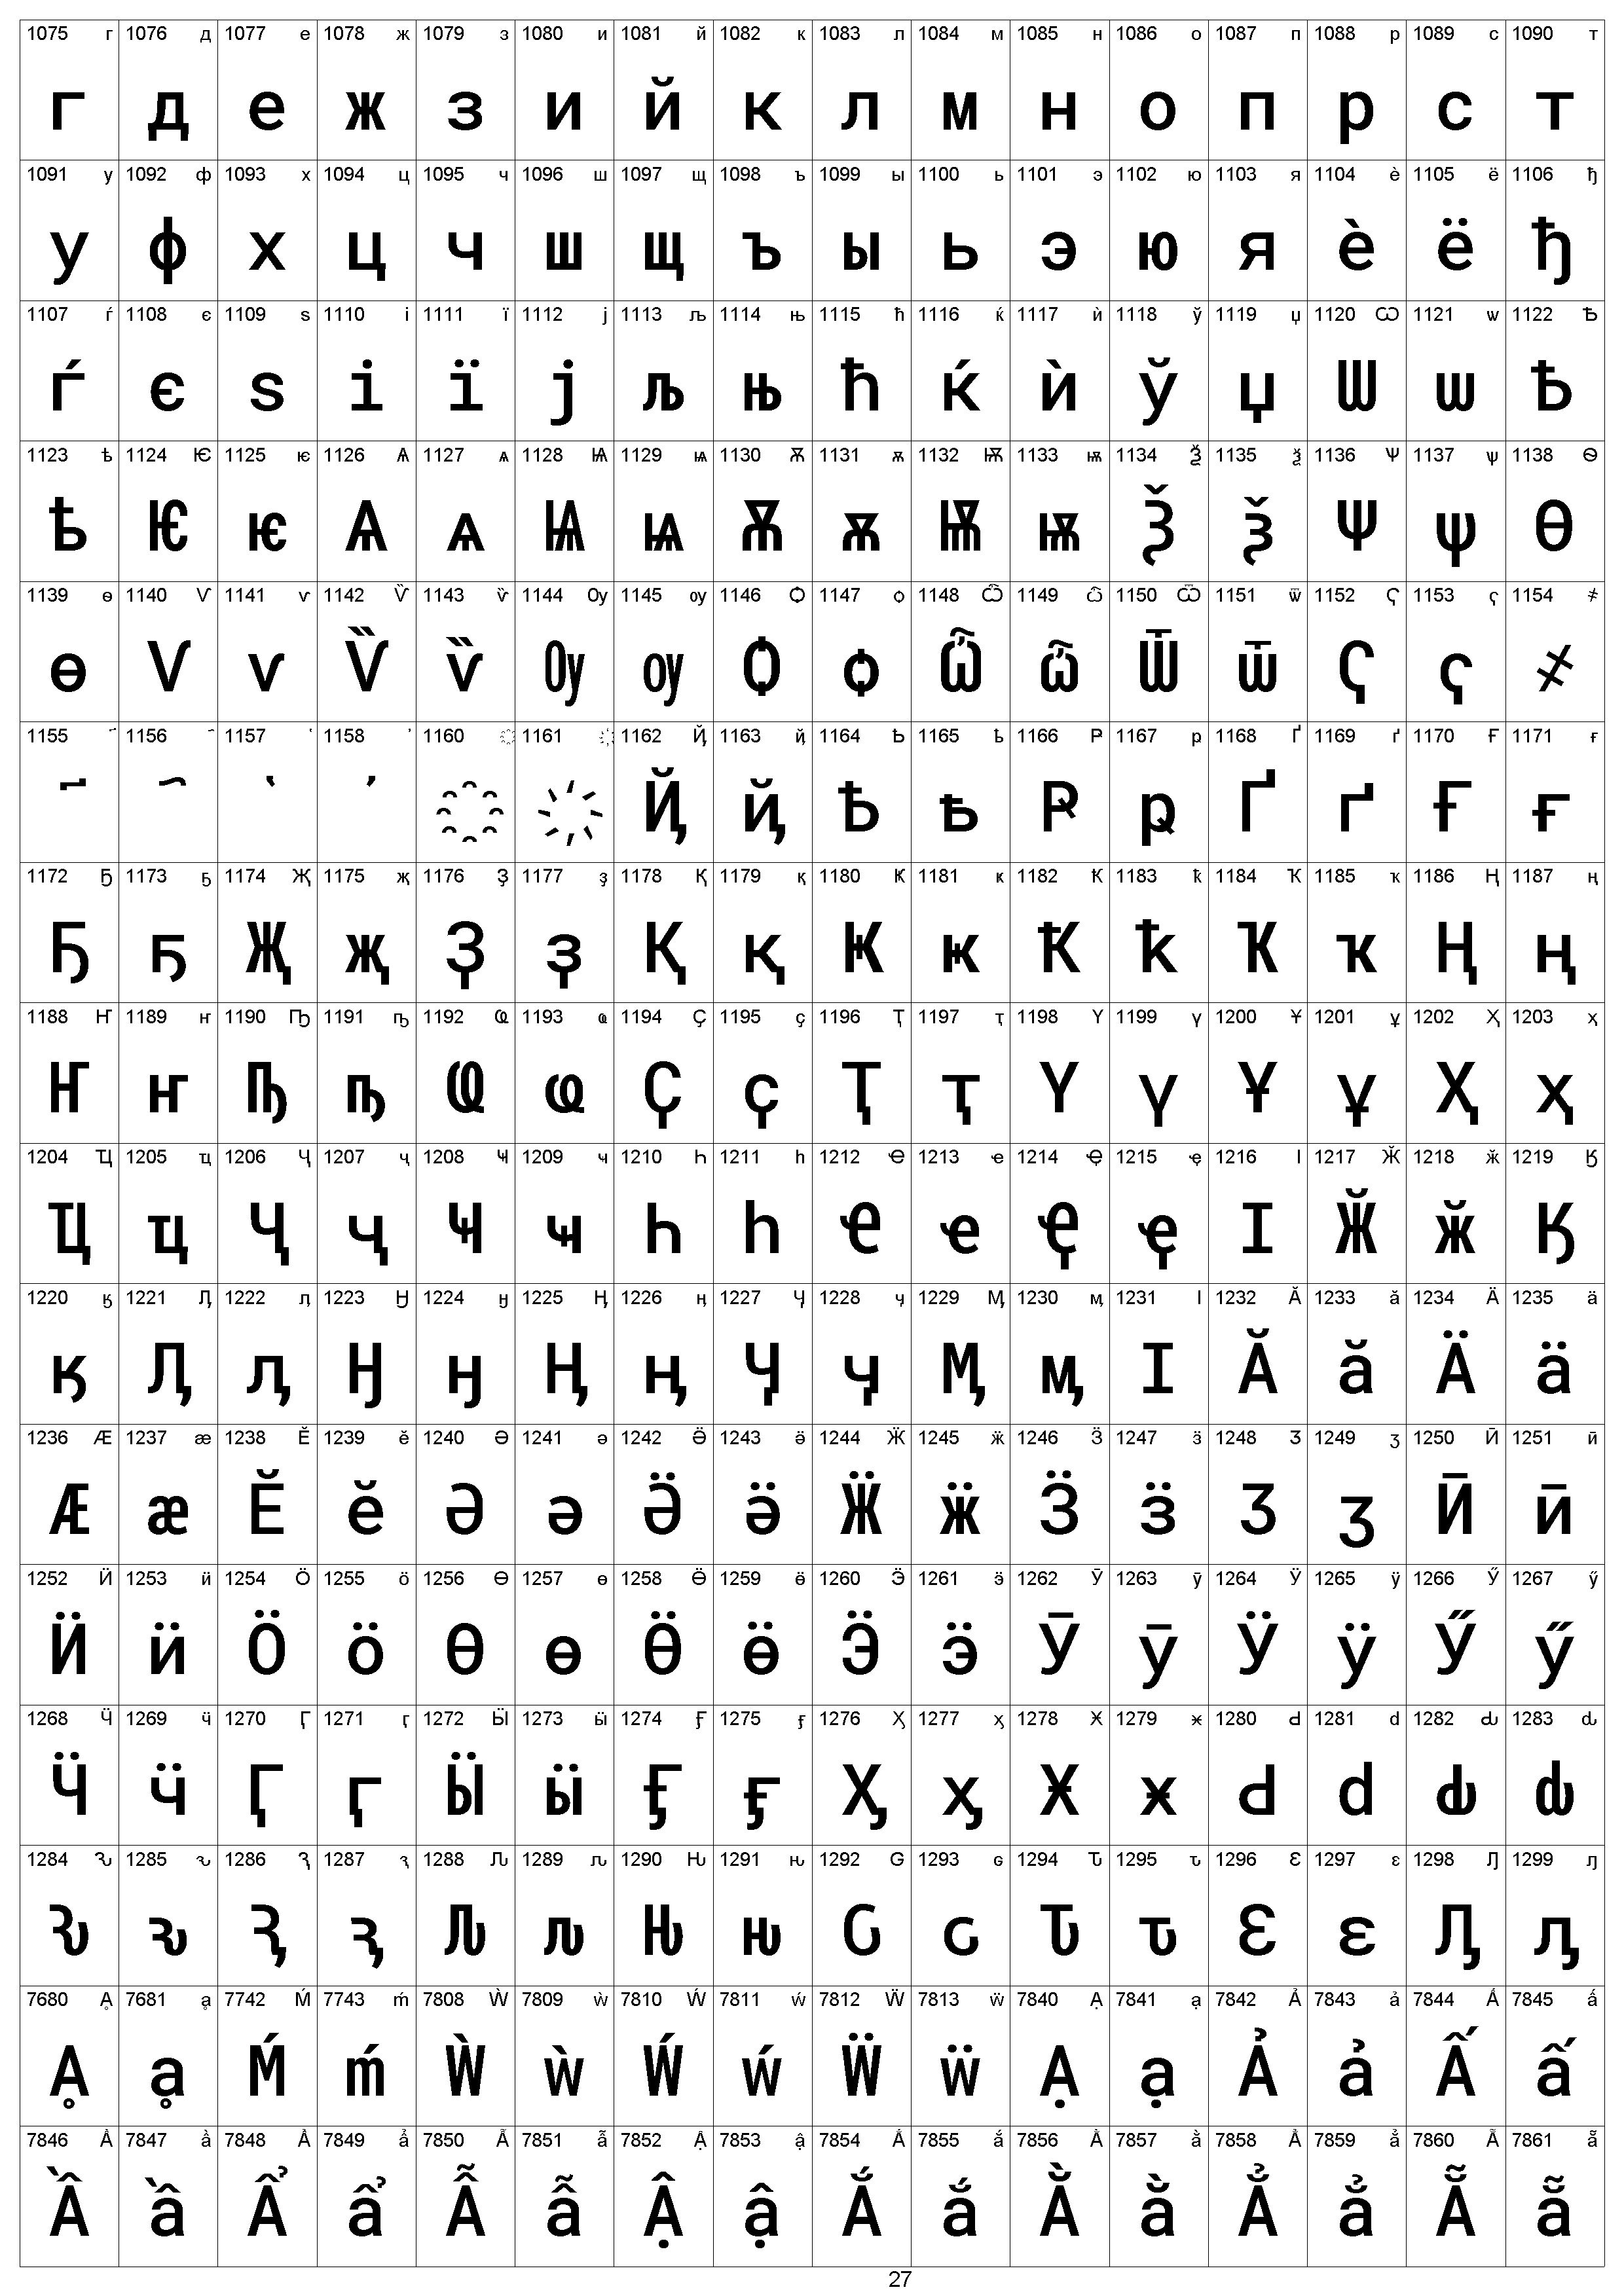 1075 г 1076 д 1077 е 1078 ж 1079 з 1080 и 1081 й 1082 к 1083 л 1084 м 1085 н 1086 о 1087 п 1088 р 1089 с 1090 т
г д е ж з и й к л м н о п р с т
1091 у 1092 ф 1093 х 1094 ц 1095 ч 1096 ш 1097 щ 1098 ъ 1099 ы 1100 ь 1101 э 1102 ю 1103 я 1104 ѐ 1105 ё 1106 ђ
у ф х ц ч ш щ ъ ы ь э ю я ѐ ё ђ
1107 ѓ 1108 є 1109 ѕ 1110 і 1111 ї 1112 ј 1113 љ 1114 њ 1115 ћ 1116 ќ 1117 ѝ 1118 ў 1119 џ 1120 Ѡ 1121 ѡ 1122 Ѣ
ѓ є ѕ і ї ј љ њ ћ ќ ѝ ў џ Ѡ ѡ Ѣ
1123 ѣ 1124 Ѥ 1125 ѥ 1126 Ѧ 1127 ѧ 1128 Ѩ 1129 ѩ 1130 Ѫ 1131 ѫ 1132 Ѭ 1133 ѭ 1134 Ѯ 1135 ѯ 1136 Ѱ 1137 ѱ 1138 Ѳ
ѣ Ѥ ѥ Ѧ ѧ Ѩ ѩ Ѫ ѫ Ѭ ѭ Ѯ ѯ Ѱ ѱ Ѳ
1139 ѳ 1140 Ѵ 1141 ѵ 1142 Ѷ 1143 ѷ 1144 Ѹ 1145 ѹ 1146 Ѻ 1147 ѻ 1148 Ѽ 1149 ѽ 1150 Ѿ 1151 ѿ 1152 Ҁ 1153 ҁ 1154 ҂
ѳ Ѵ ѵ Ѷ ѷ Ѹ ѹ Ѻ ѻ Ѽ ѽ Ѿ ѿ Ҁ ҁ ҂
1155 ҃ 1156 ҄ 1157 ҅ 1158 ҆ 1160 ҈ 1161 ҉ 1162 Ҋ 1163 ҋ 1164 Ҍ 1165 ҍ 1166 Ҏ 1167 ҏ 1168 Ґ 1169 ґ 1170 Ғ 1171 ғ
҃ ҄ ҅ ҆ ҈ ҉ Ҋ ҋ Ҍ ҍ Ҏ ҏ Ґ ґ Ғ ғ
1172 Ҕ 1173 ҕ 1174 Җ 1175 җ 1176 Ҙ 1177 ҙ 1178 Қ 1179 қ 1180 Ҝ 1181 ҝ 1182 Ҟ 1183 ҟ 1184 Ҡ 1185 ҡ 1186 Ң 1187 ң
Ҕ ҕ Җ җ Ҙ ҙ Қ қ Ҝ ҝ Ҟ ҟ Ҡ ҡ Ң ң
1188 Ҥ 1189 ҥ 1190 Ҧ 1191 ҧ 1192 Ҩ 1193 ҩ 1194 Ҫ 1195 ҫ 1196 Ҭ 1197 ҭ 1198 Ү 1199 ү 1200 Ұ 1201 ұ 1202 Ҳ 1203 ҳ
Ҥ ҥ Ҧ ҧ Ҩ ҩ Ҫ ҫ Ҭ ҭ Ү ү Ұ ұ Ҳ ҳ
1204 Ҵ 1205 ҵ 1206 Ҷ 1207 ҷ 1208 Ҹ 1209 ҹ 1210 Һ 1211 һ 1212 Ҽ 1213 ҽ 1214 Ҿ 1215 ҿ 1216 Ӏ 1217 Ӂ 1218 ӂ 1219 Ӄ
Ҵ ҵ Ҷ ҷ Ҹ ҹ Һ һ Ҽ ҽ Ҿ ҿ Ӏ Ӂ ӂ Ӄ
1220 ӄ 1221 Ӆ 1222 ӆ 1223 Ӈ 1224 ӈ 1225 Ӊ 1226 ӊ 1227 Ӌ 1228 ӌ 1229 Ӎ 1230 ӎ 1231 ӏ 1232 Ӑ 1233 ӑ 1234 Ӓ 1235 ӓ
ӄ Ӆ ӆ Ӈ ӈ Ӊ ӊ Ӌ ӌ Ӎ ӎ ӏ Ӑ ӑ Ӓ ӓ
1236 Ӕ 1237 ӕ 1238 Ӗ 1239 ӗ 1240 Ә 1241 ә 1242 Ӛ 1243 ӛ 1244 Ӝ 1245 ӝ 1246 Ӟ 1247 ӟ 1248 Ӡ 1249 ӡ 1250 Ӣ 1251 ӣ
Ӕ ӕ Ӗ ӗ Ә ә Ӛ ӛ Ӝ ӝ Ӟ ӟ Ӡ ӡ Ӣ ӣ
1252 Ӥ 1253 ӥ 1254 Ӧ 1255 ӧ 1256 Ө 1257 ө 1258 Ӫ 1259 ӫ 1260 Ӭ 1261 ӭ 1262 Ӯ 1263 ӯ 1264 Ӱ 1265 ӱ 1266 Ӳ 1267 ӳ
Ӥ ӥ Ӧ ӧ Ө ө Ӫ ӫ Ӭ ӭ Ӯ ӯ Ӱ ӱ Ӳ ӳ
1268 Ӵ 1269 ӵ 1270 Ӷ 1271 ӷ 1272 Ӹ 1273 ӹ 1274 Ӻ 1275 ӻ 1276 Ӽ 1277 ӽ 1278 Ӿ 1279 ӿ 1280 Ԁ 1281 ԁ 1282 Ԃ 1283 ԃ
Ӵ ӵ Ӷ ӷ Ӹ ӹ Ӻ ӻ Ӽ ӽ Ӿ ӿ Ԁ ԁ Ԃ ԃ
1284 Ԅ 1285 ԅ 1286 Ԇ 1287 ԇ 1288 Ԉ 1289 ԉ 1290 Ԋ 1291 ԋ 1292 Ԍ 1293 ԍ 1294 Ԏ 1295 ԏ 1296 Ԑ 1297 ԑ 1298 Ԓ 1299 ԓ
Ԅ ԅ Ԇ ԇ Ԉ ԉ Ԋ ԋ Ԍ ԍ Ԏ ԏ Ԑ ԑ Ԓ ԓ
7680 Ḁ 7681 ḁ 7742 Ḿ 7743 ḿ 7808 Ẁ 7809 ẁ 7810 Ẃ 7811 ẃ 7812 Ẅ 7813 ẅ 7840 Ạ 7841 ạ 7842 Ả 7843 ả 7844 Ấ 7845 ấ
Ḁ ḁ Ḿ ḿ Ẁ ẁ Ẃ ẃ Ẅ ẅ Ạ ạ Ả ả Ấ ấ
7846 Ầ 7847 ầ 7848 Ẩ 7849 ẩ 7850 Ẫ 7851 ẫ 7852 Ậ 7853 ậ 7854 Ắ 7855 ắ 7856 Ằ 7857 ằ 7858 Ẳ 7859 ẳ 7860 Ẵ 7861 ẵ
Ầ ầ Ẩ ẩ Ẫ ẫ Ậ ậ Ắ ắ Ằ ằ Ẳ ẳ Ẵ ẵ
27